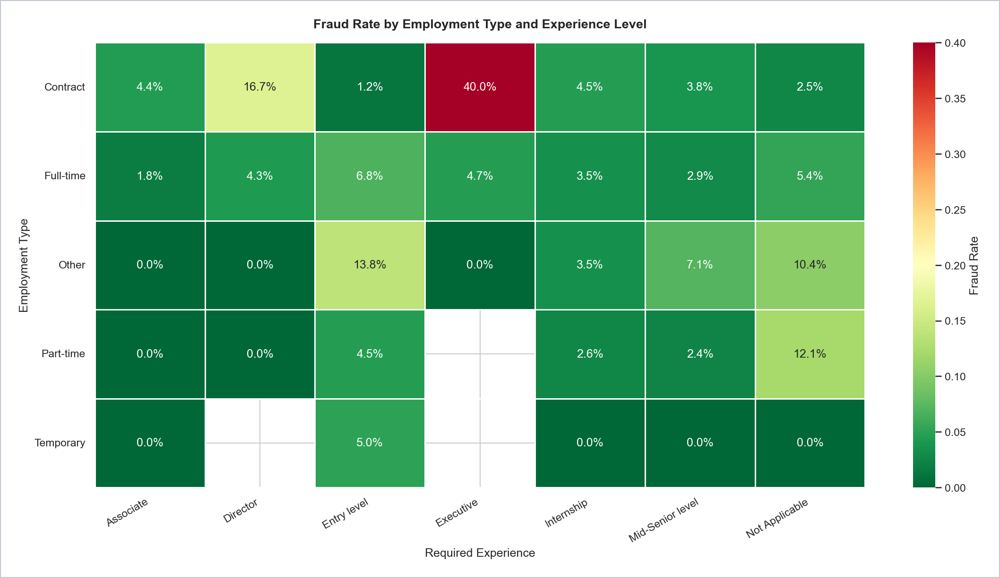 Fraud Rate by Employment Type and Experience Level
Employment Type
Contract 4.4% 16.7% 1.2% 40.0% 4.5% 3.8% 2.5%
Full-time 1.8% 4.3% 6.8% 4.7% 3.5% 2.9% 5.4%
Other 0.0% 0.0% 13.8% 0.0% 3.5% 7.1% 10.4%
Part-time 0.0% 0.0% 4.5% 2.6% 2.4% 12.1%
Temporary 0.0% 5.0% 0.0% 0.0% 0.0%
Associate Director Entry level Executive Internship Mid-Senior level Not Applicable
Required Experience
0.40
0.35
0.30
0.25
0.20
0.15
0.10
0.05
0.00
Fraud Rate